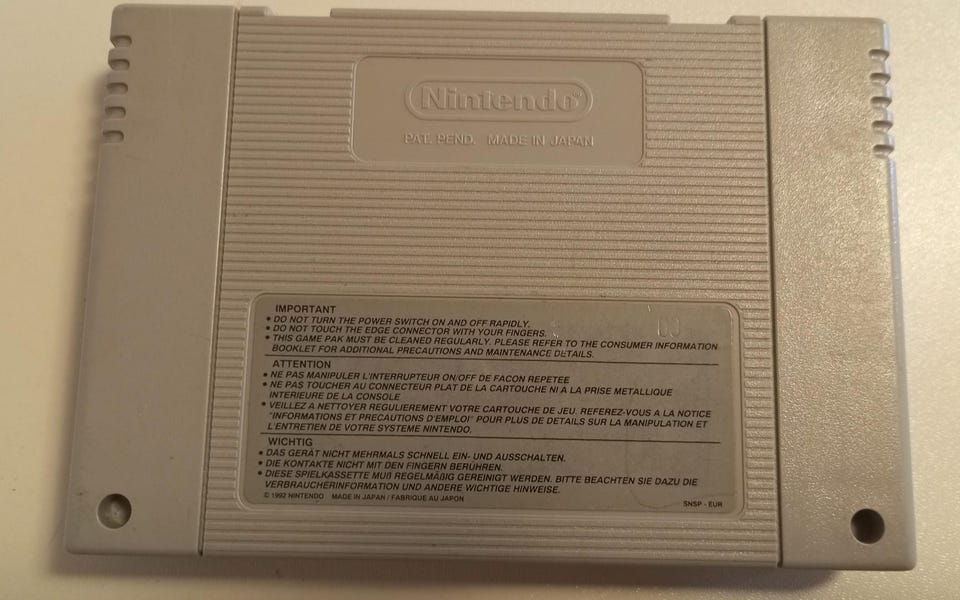 Nintendo®
PAT. PEND. MADE IN JAPAN
IMPORTANT
• DO NOT TURN THE POWER SWITCH ON AND OFF RAPIDLY.
• DO NOT TOUCH THE EDGE CONNECTOR WITH YOUR FINGERS.
• THIS GAME PAK MUST BE CLEANED REGULARLY. PLEASE REFER TO THE CONSUMER INFORMATION
BOOKLET FOR ADDITIONAL PRECAUTIONS AND MAINTENANCE DETAILS.
ATTENTION
• NE PAS MANIPULER L'INTERRUPTEUR ON/OFF DE FACON REPETEE
• NE PAS TOUCHER AU CONNECTEUR PLAT DE LA CARTOUCHE NI A LA PRISE METALLIQUE
INTERIEURE DE LA CONSOLE
• VEILLEZ A NETTOYER REGULIEREMENT VOTRE CARTOUCHE DE JEU. REFEREZ-VOUS A LA NOTICE
"INFORMATIONS ET PRECAUTIONS D'EMPLOI" POUR PLUS DE DETAILS SUR LA MANIPULATION ET
L'ENTRETIEN DE VOTRE SYSTEME NINTENDO.
WICHTIG
• DAS GERÄT NICHT MEHRMALS SCHNELL EIN- UND AUSSCHALTEN.
• DIE KONTAKTE NICHT MIT DEN FINGERN BERÜHREN.
• DIESE SPIELKASSETTE MUß REGELMÄßIG GEREINIGT WERDEN. BITTE BEACHTEN SIE DAZU DIE
VERBRAUCHERINFORMATION UND ANDERE WICHTIGE HINWEISE.
© 1992 NINTENDO MADE IN JAPAN / FABRIQUE AU JAPON
SNSP - EUR